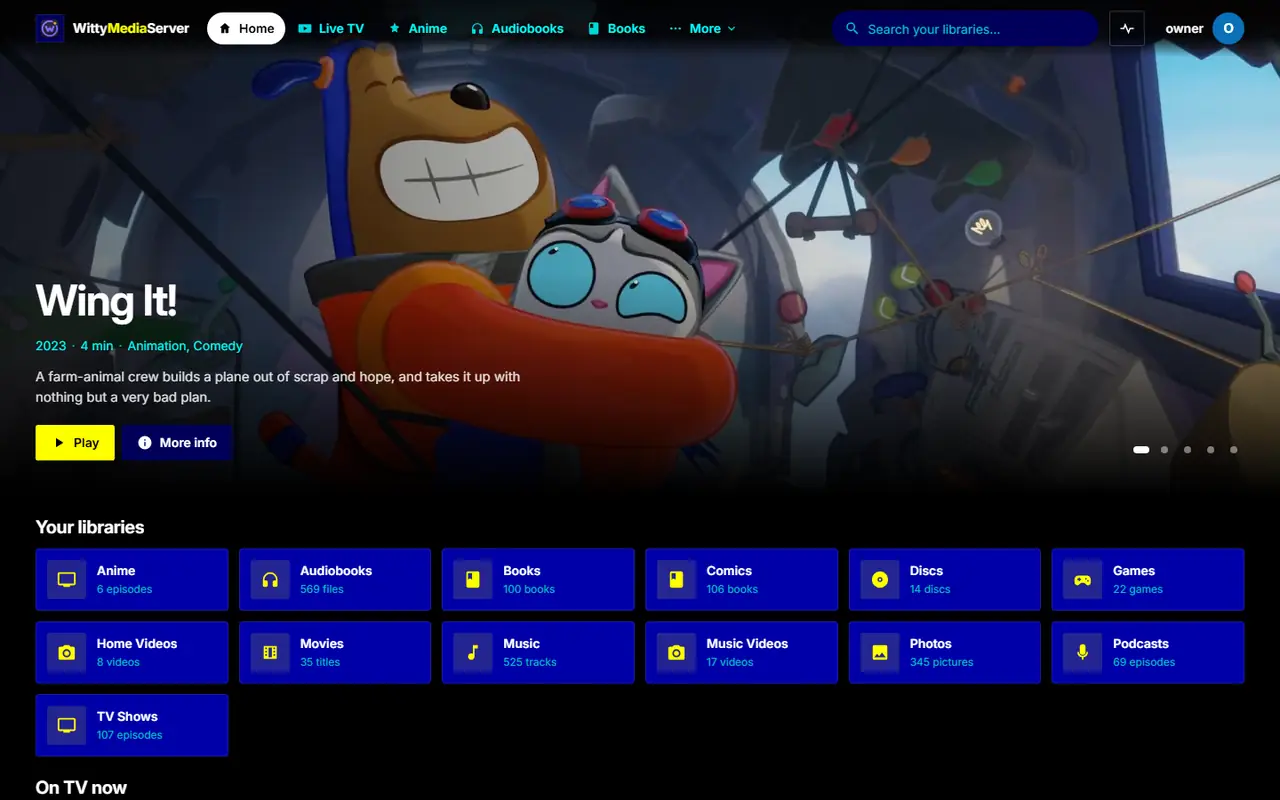 WittyMediaServer
Home
Live TV
Anime
Audiobooks
Books
More
Search your libraries...
owner
O
Wing It!
2023 · 4 min · Animation, Comedy
A farm-animal crew builds a plane out of scrap and hope, and takes it up with
nothing but a very bad plan.
Play
More info
Your libraries
Anime
6 episodes
Audiobooks
569 files
Books
100 books
Comics
106 books
Discs
14 discs
Games
22 games
Home Videos
8 videos
Movies
35 titles
Music
525 tracks
Music Videos
17 videos
Photos
345 pictures
Podcasts
69 episodes
TV Shows
107 episodes
On TV now